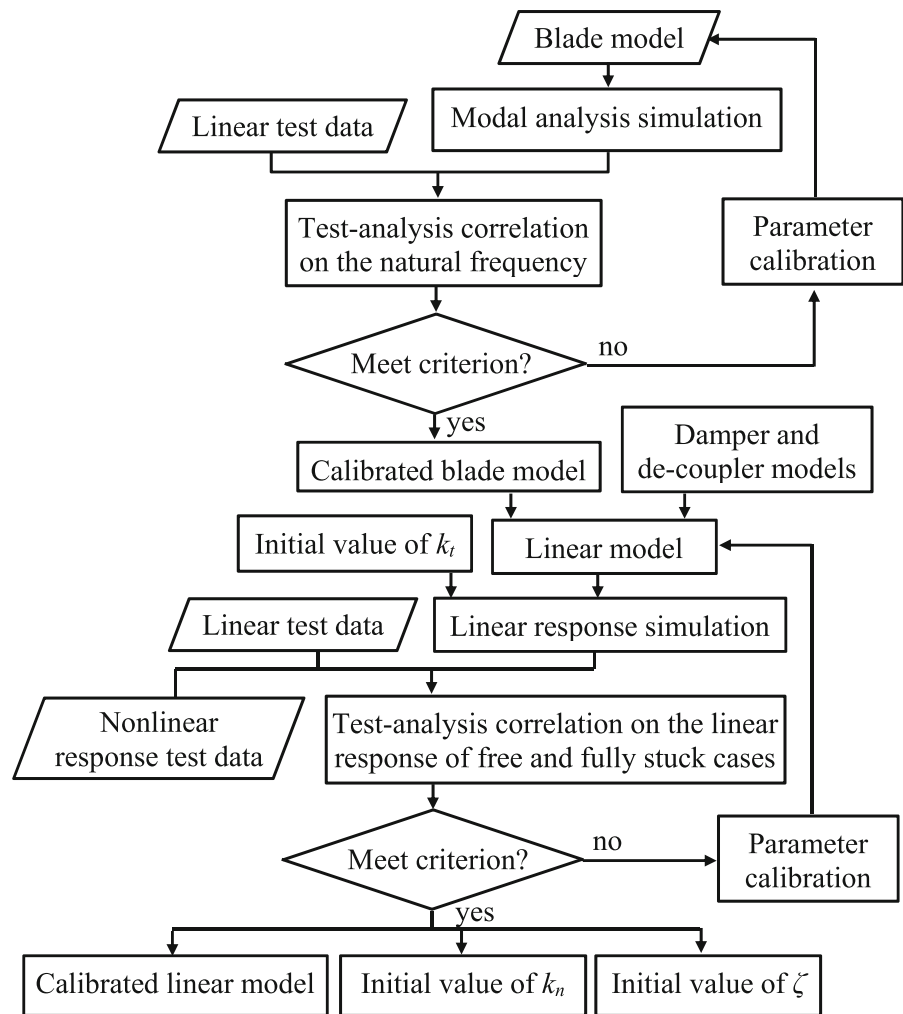 Blade model
Linear test data
Modal analysis simulation
Test-analysis correlation
on the natural frequency
Parameter
calibration
Meet criterion?
no
yes
Calibrated blade model
Damper and
de-coupler models
Initial value of kₜ
Linear model
Linear test data
Linear response simulation
Nonlinear
response test data
Test-analysis correlation on the linear
response of free and fully stuck cases
Meet criterion?
no
Parameter
calibration
yes
Calibrated linear model
Initial value of kₙ
Initial value of ζ